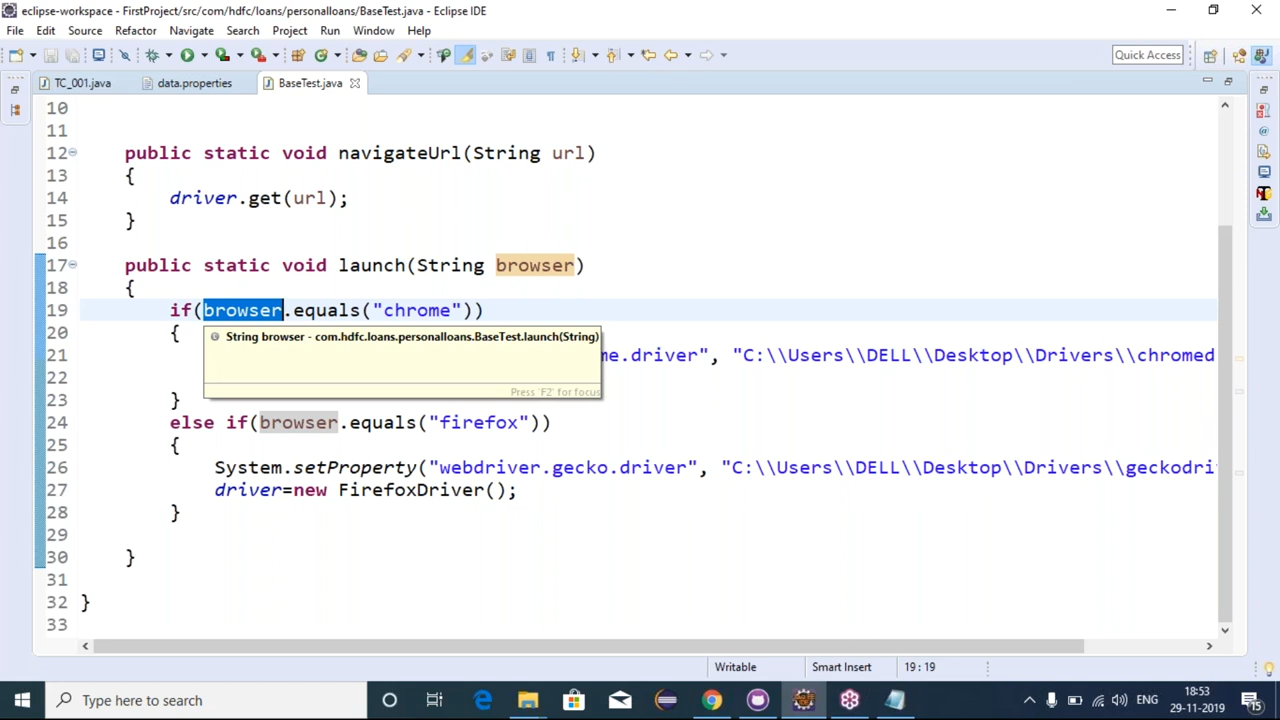 eclipse-workspace - FirstProject/src/com/hdfc/loans/personalloans/BaseTest.java - Eclipse IDE
File Edit Source Refactor Navigate Search Project Run Window Help
Quick Access
TC_001.java data.properties BaseTest.java
10
11
12 public static void navigateUrl(String url)
13 {
14 driver.get(url);
15 }
16
17 public static void launch(String browser)
18 {
19 if(browser.equals("chrome"))
20 {
String browser - com.hdfc.loans.personalloans.BaseTest.launch(String)
21 me.driver", "C:\\Users\\DELL\\Desktop\\Drivers\\chromed
22
Press 'F2' for focus
23 }
24 else if(browser.equals("firefox"))
25 {
26 System.setProperty("webdriver.gecko.driver", "C:\\Users\\DELL\\Desktop\\Drivers\\geckodri
27 driver=new FirefoxDriver();
28 }
29
30 }
31
32 }
33
Writable Smart Insert 19 : 19
Type here to search
ENG
18:53
29-11-2019
15